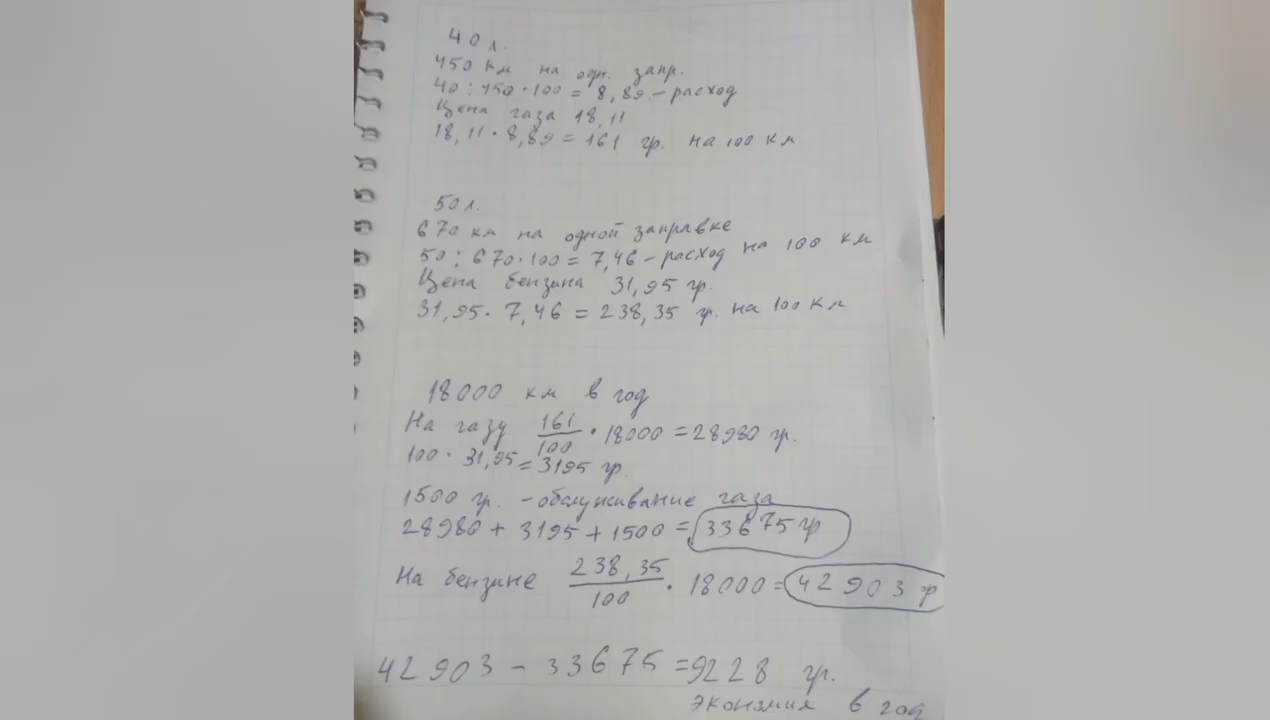 40 л.
450 км на одн. запр.
40 : 450 · 100 = 8,89 – расход
Цена газа 18,11
18,11 · 8,89 = 161 гр. на 100 км
50 л.
670 км на одной заправке
50 : 670 · 100 = 7,46 – расход на 100 км
Цена бензина 31,95 гр.
31,95 · 7,46 = 238,35 гр. на 100 км
18000 км в год
На газу 161/100 · 18000 = 28980 гр.
100 · 31,95 = 3195 гр.
1500 гр. – обслуживание газа
28980 + 3195 + 1500 = 33675 гр
На бензине 238,35/100 · 18000 = 42903 гр
42903 – 33675 = 9228 гр.
экономия в год